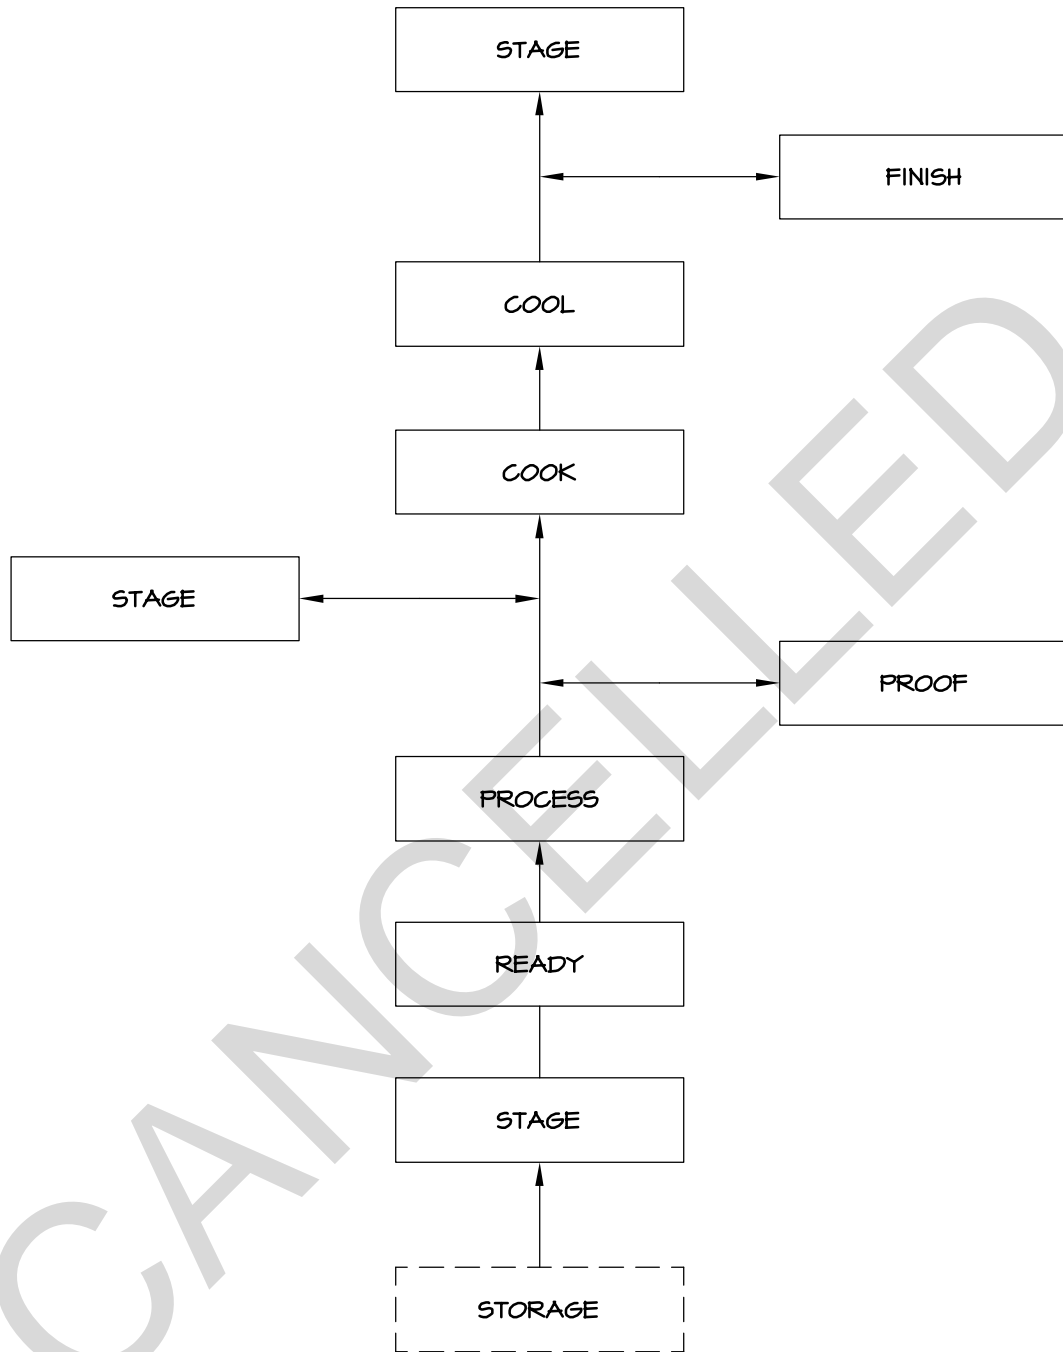 STAGE
FINISH
COOL
COOK
STAGE
PROOF
PROCESS
READY
STAGE
STORAGE
CANCELLED